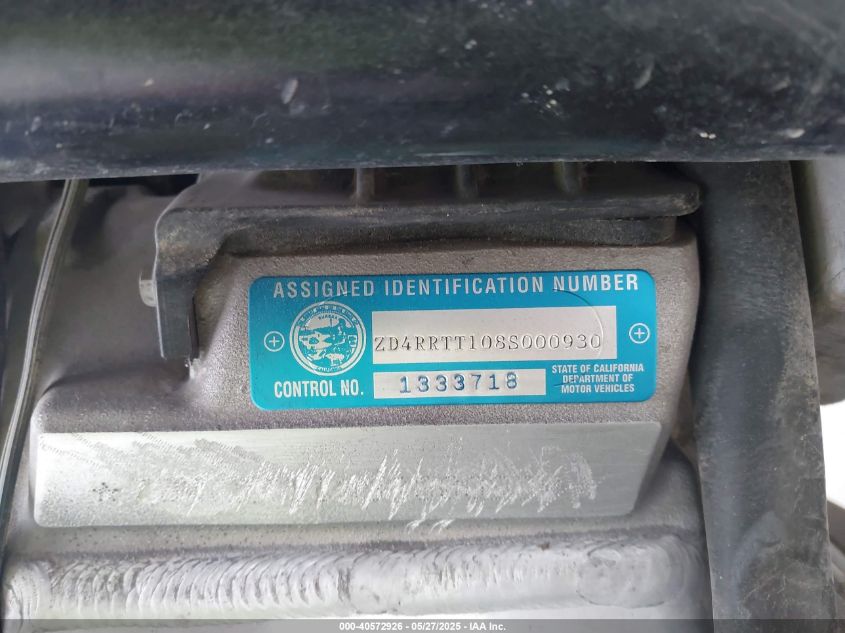 ASSIGNED IDENTIFICATION NUMBER
ZD4RRTT108S000930
CONTROL NO.
1333718
STATE OF CALIFORNIA
DEPARTMENT OF
MOTOR VEHICLES
000-40572926 - 05/27/2025 - IAA Inc.